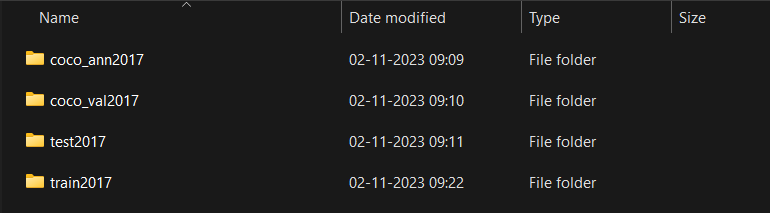 Name Date modified Type Size
coco_ann2017 02-11-2023 09:09 File folder
coco_val2017 02-11-2023 09:10 File folder
test2017 02-11-2023 09:11 File folder
train2017 02-11-2023 09:22 File folder